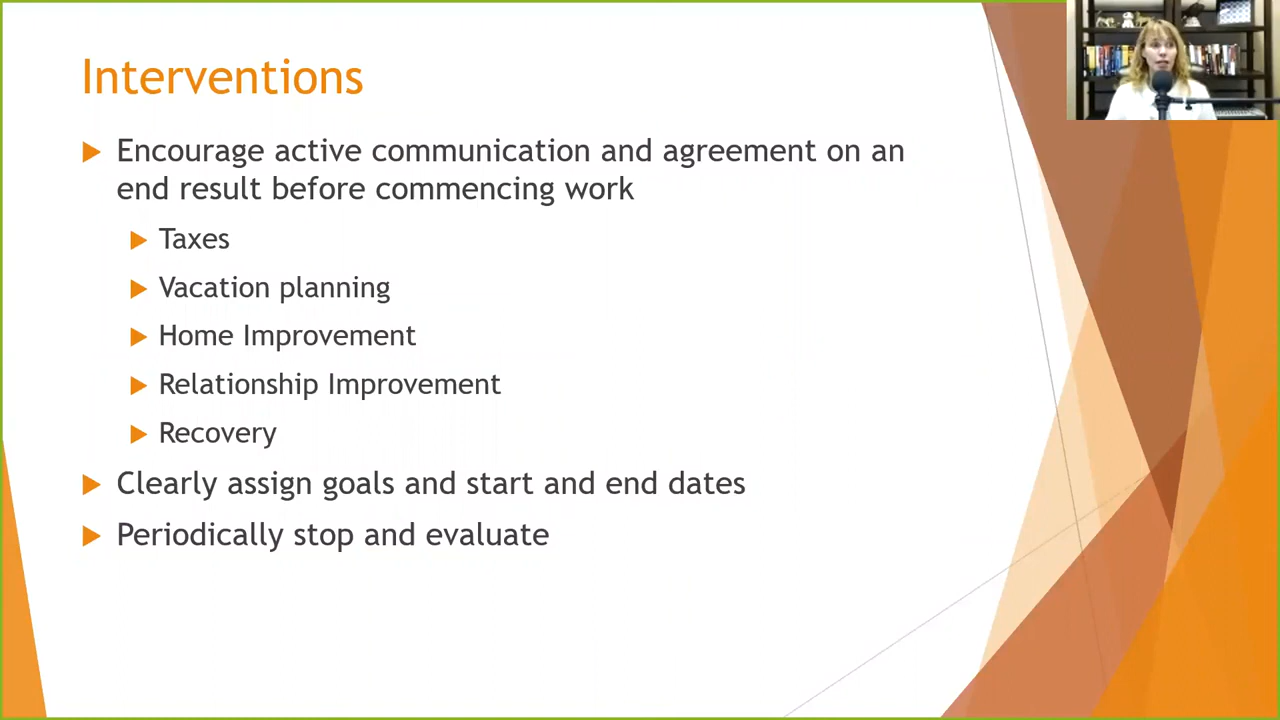 Interventions
Encourage active communication and agreement on an
end result before commencing work
Taxes
Vacation planning
Home Improvement
Relationship Improvement
Recovery
Clearly assign goals and start and end dates
Periodically stop and evaluate